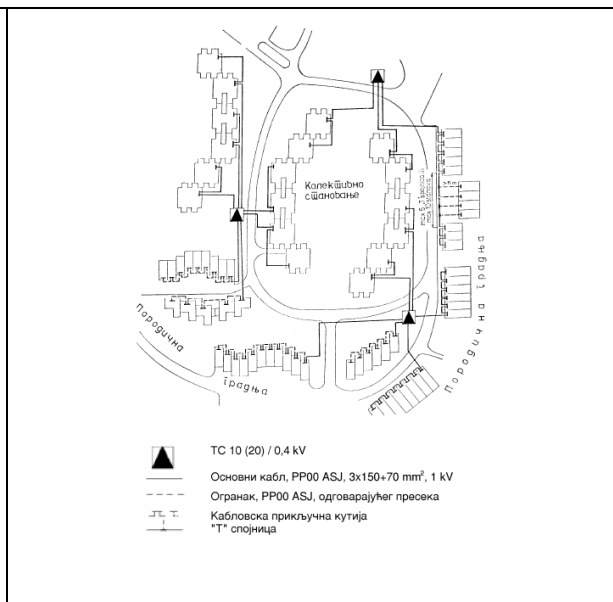 Колективно
становање
Породична
градња
Породична градња
ТС 10 (20) / 0,4 kV
Основни кабл, PP00 ASJ, 3x150+70 mm², 1 kV
Огранак, PP00 ASJ, одговарајућег пресека
Кабловска прикључна кутија
"Т" спојница